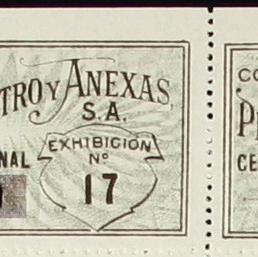 TRO Y ANEXAS
S.A.
NAL EXHIBICION
Nº
17
CO
P
CE